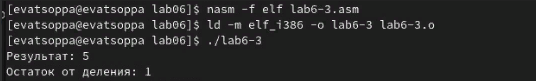 [evatsoppa@evatsoppa lab06]$ nasm -f elf lab6-3.asm
[evatsoppa@evatsoppa lab06]$ ld -m elf_i386 -o lab6-3 lab6-3.o
[evatsoppa@evatsoppa lab06]$ ./lab6-3
Результат: 5
Остаток от деления: 1